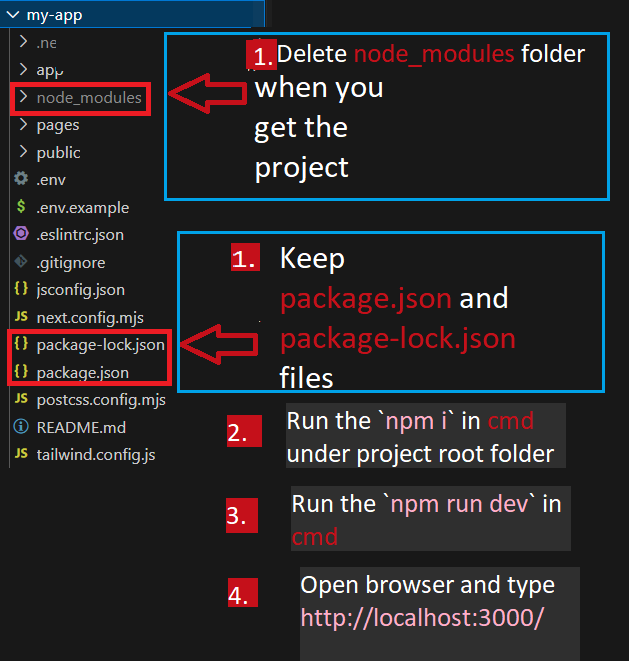 my-app
.ne
app
node_modules
pages
public
.env
.env.example
.eslintrc.json
.gitignore
jsconfig.json
next.config.mjs
package-lock.json
package.json
postcss.config.mjs
README.md
tailwind.config.js
1. Delete node_modules folder
when you
get the
project
1. Keep
package.json and
package-lock.json
files
2. Run the `npm i` in cmd
under project root folder
3. Run the `npm run dev` in
cmd
4. Open browser and type
http://localhost:3000/